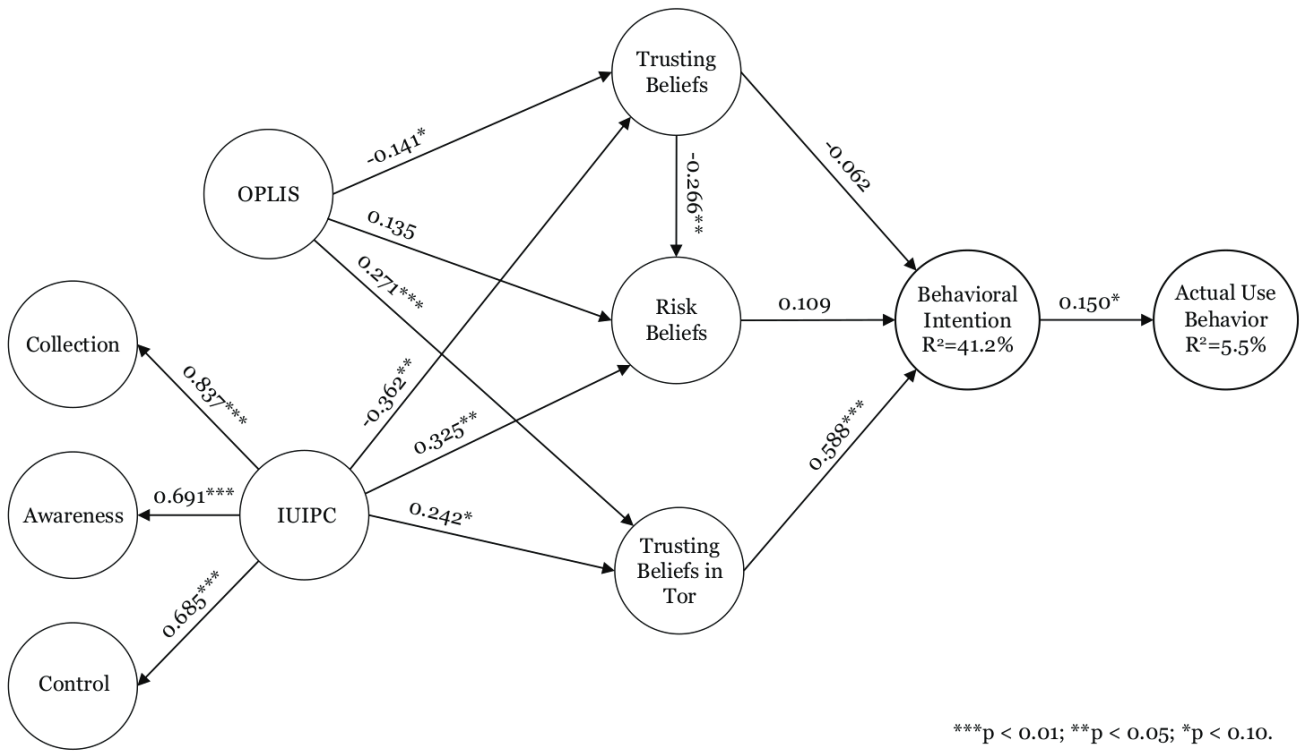 Trusting
Beliefs
-0.141*
-0.062
OPLIS
-0.266**
0.135
0.271***
Collection
Risk
Beliefs
0.109
Behavioral
Intention
R²=41.2%
0.150*
Actual Use
Behavior
R²=5.5%
0.837***
-0.362**
0.325**
0.588***
Awareness
0.691***
IUIPC
0.242*
Trusting
Beliefs in
Tor
0.685***
Control
***p < 0.01; **p < 0.05; *p < 0.10.